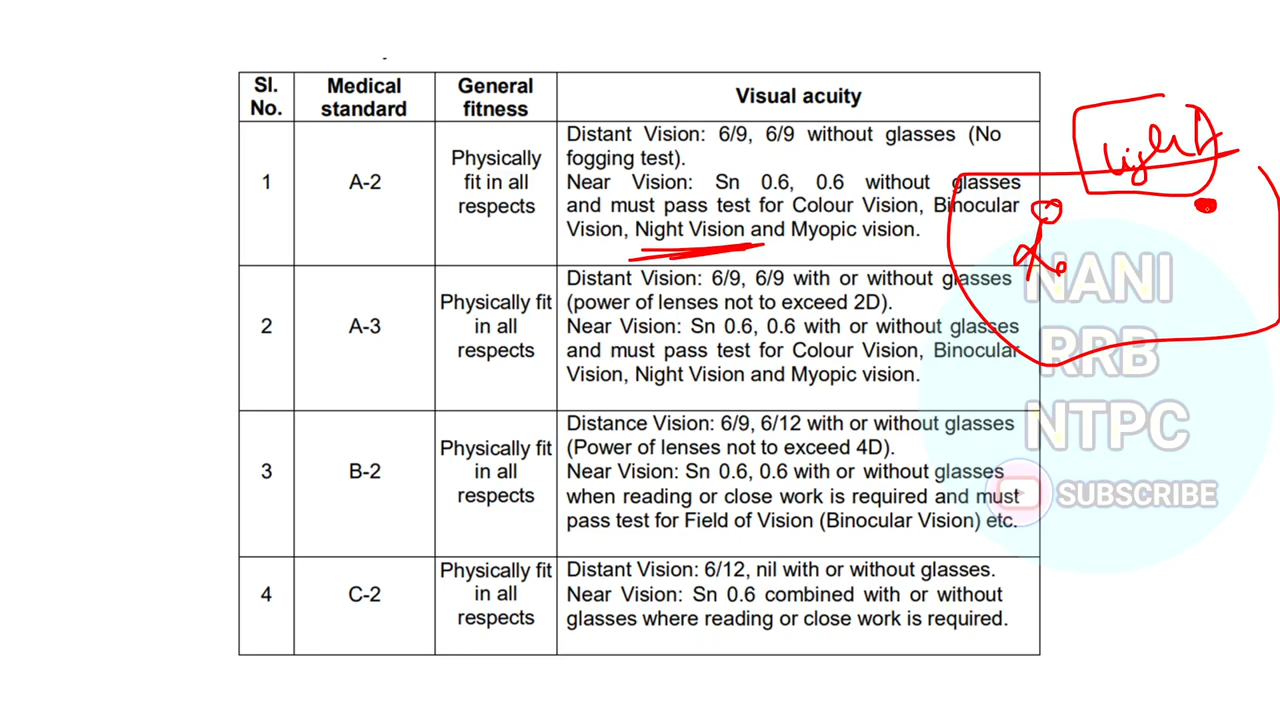 Sl. No.
Medical standard
General fitness
Visual acuity
1
A-2
Physically
fit in all
respects
Distant Vision: 6/9, 6/9 without glasses (No
fogging test).
Near Vision: Sn 0.6, 0.6 without glasses
and must pass test for Colour Vision, Binocular
Vision, Night Vision and Myopic vision.
2
A-3
Physically fit
in all
respects
Distant Vision: 6/9, 6/9 with or without glasses
(power of lenses not to exceed 2D).
Near Vision: Sn 0.6, 0.6 with or without glasses
and must pass test for Colour Vision, Binocular
Vision, Night Vision and Myopic vision.
3
B-2
Physically fit
in all
respects
Distance Vision: 6/9, 6/12 with or without glasses
(Power of lenses not to exceed 4D).
Near Vision: Sn 0.6, 0.6 with or without glasses
when reading or close work is required and must
pass test for Field of Vision (Binocular Vision) etc.
4
C-2
Physically fit
in all
respects
Distant Vision: 6/12, nil with or without glasses.
Near Vision: Sn 0.6 combined with or without
glasses where reading or close work is required.
Light
NANI
RRB
NTPC
SUBSCRIBE